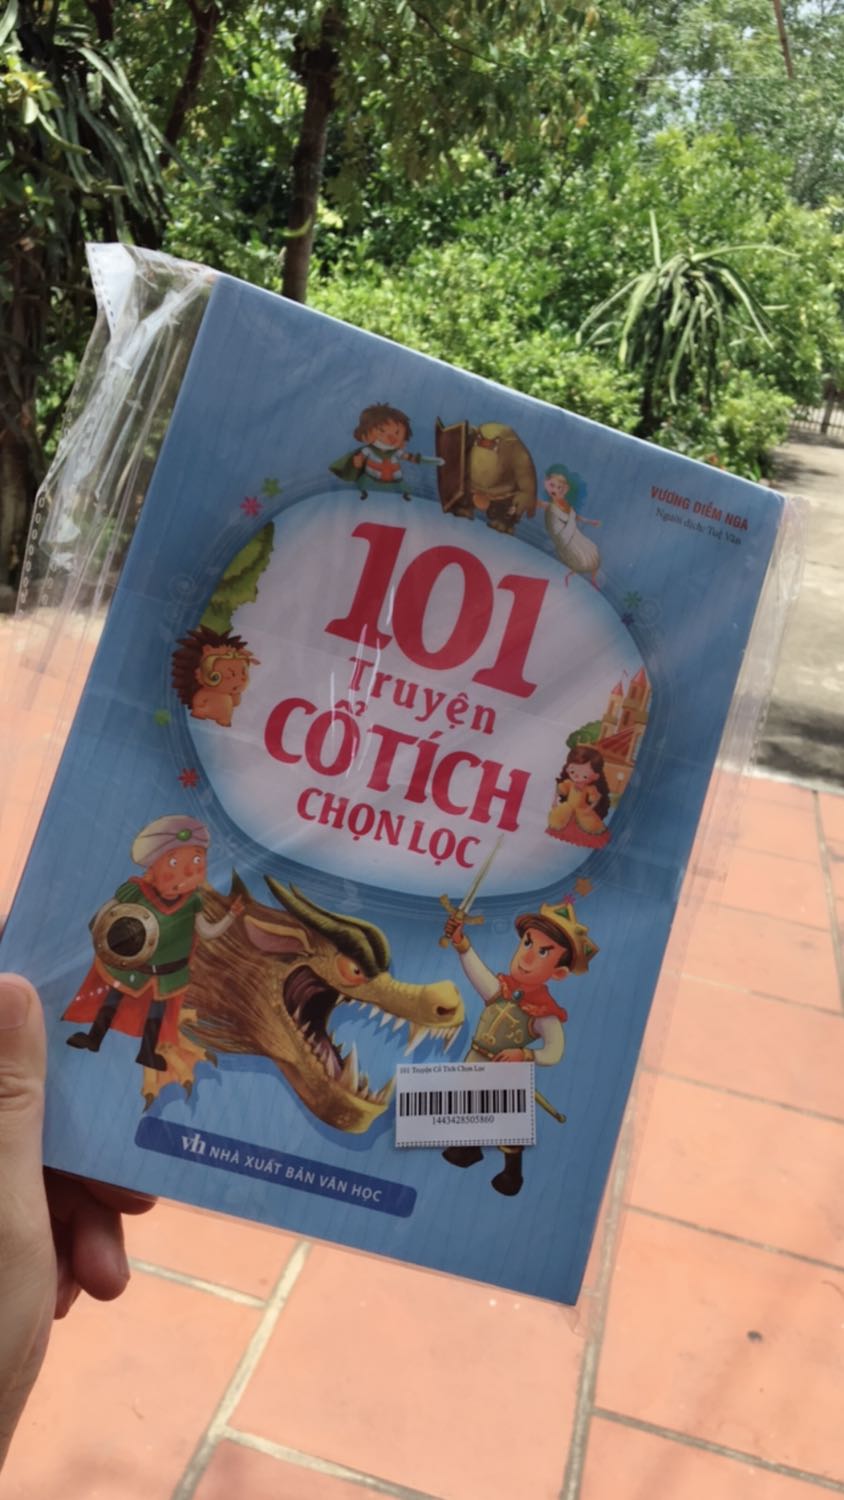 VƯƠNG DIỄM NGA
Người dịch: Tuệ Văn
101
Truyện
CỔ TÍCH
CHỌN LỌC
101 Truyện Cổ Tích Chọn Lọc
1443428505860
vh NHÀ XUẤT BẢN VĂN HỌC